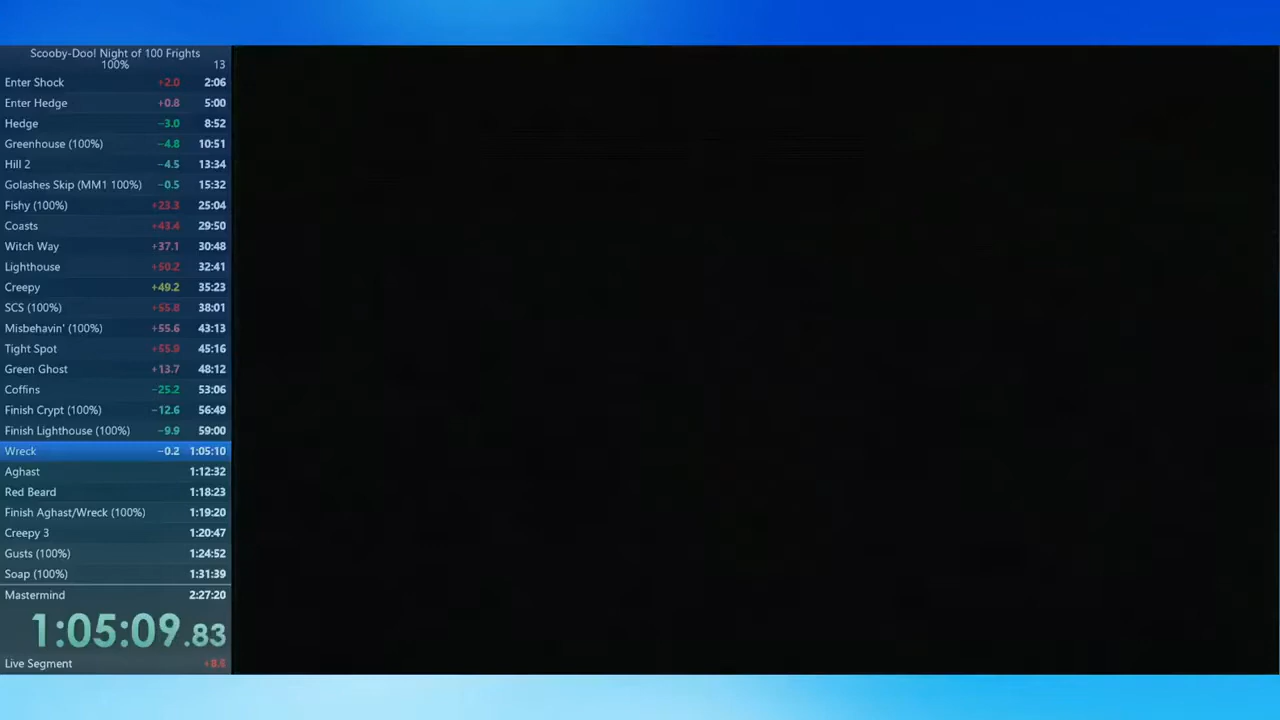 Scooby-Doo! Night of 100 Frights
100% 13
Enter Shock +2.0 2:06
Enter Hedge +0.8 5:00
Hedge −3.0 8:52
Greenhouse (100%) −4.8 10:51
Hill 2 −4.5 13:34
Golashes Skip (MM1 100%) −0.5 15:32
Fishy (100%) +23.3 25:04
Coasts +43.4 29:50
Witch Way +37.1 30:48
Lighthouse +50.2 32:41
Creepy +49.2 35:23
SCS (100%) +55.8 38:01
Misbehavin' (100%) +55.6 43:13
Tight Spot +55.9 45:16
Green Ghost +13.7 48:12
Coffins −25.2 53:06
Finish Crypt (100%) −12.6 56:49
Finish Lighthouse (100%) −9.9 59:00
Wreck −0.2 1:05:10
Aghast 1:12:32
Red Beard 1:18:23
Finish Aghast/Wreck (100%) 1:19:20
Creepy 3 1:20:47
Gusts (100%) 1:24:52
Soap (100%) 1:31:39
Mastermind 2:27:20
1:05:09.83
Live Segment